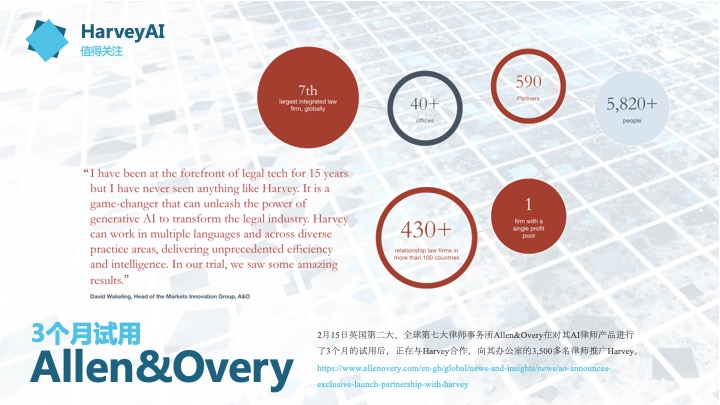 HarveyAI
值得关注
7th
largest integrated law
firm, globally
40+
offices
590
Partners
5,820+
people
430+
relationship law firms in
more than 100 countries
1
firm with a
single profit
pool
“I have been at the forefront of legal tech for 15 years
but I have never seen anything like Harvey. It is a
game-changer that can unleash the power of
generative AI to transform the legal industry. Harvey
can work in multiple languages and across diverse
practice areas, delivering unprecedented efficiency
and intelligence. In our trial, we saw some amazing
results.”
David Wakeling, Head of the Markets Innovation Group, A&O
3个月试用
Allen&Overy
2月15日英国第二大、全球第七大律师事务所Allen&Overy在对其AI律师产品进行
了3个月的试用后，正在与Harvey合作，向其办公室的3,500多名律师推广Harvey。
https://www.allenovery.com/en-gb/global/news-and-insights/news/ao-announces-
exclusive-launch-partnership-with-harvey